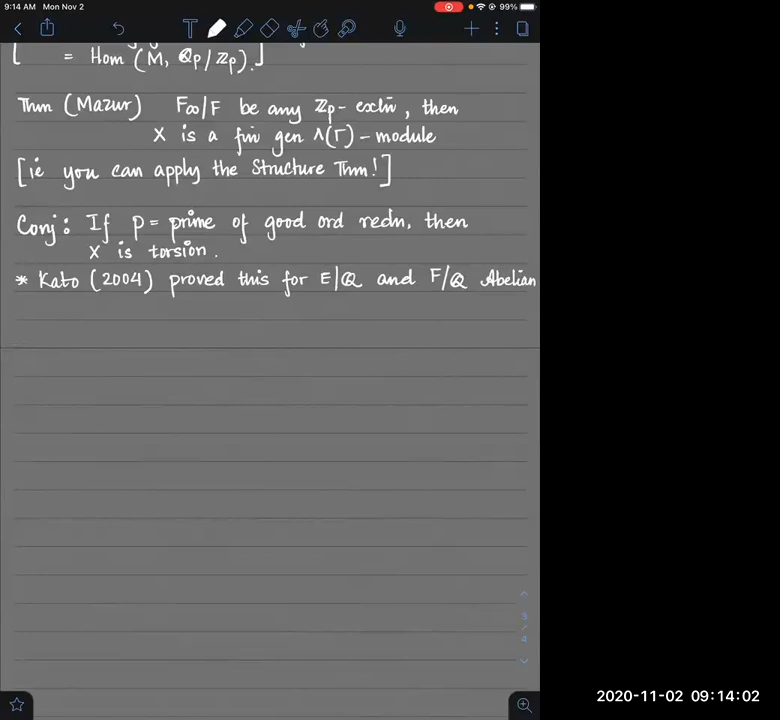 9:14 AM Mon Nov 2
99%
= Hom (M, Qp/Zp).]
Thm (Mazur) F∞/F be any Zp-extn, then
X is a fin gen Λ(Γ)-module
[ie you can apply the Structure Thm!]
Conj: If p = prime of good ord redn, then
X is torsion.
* Kato (2004) proved this for E/Q and F/Q Abelian
3
/
4
2020-11-02 09:14:02